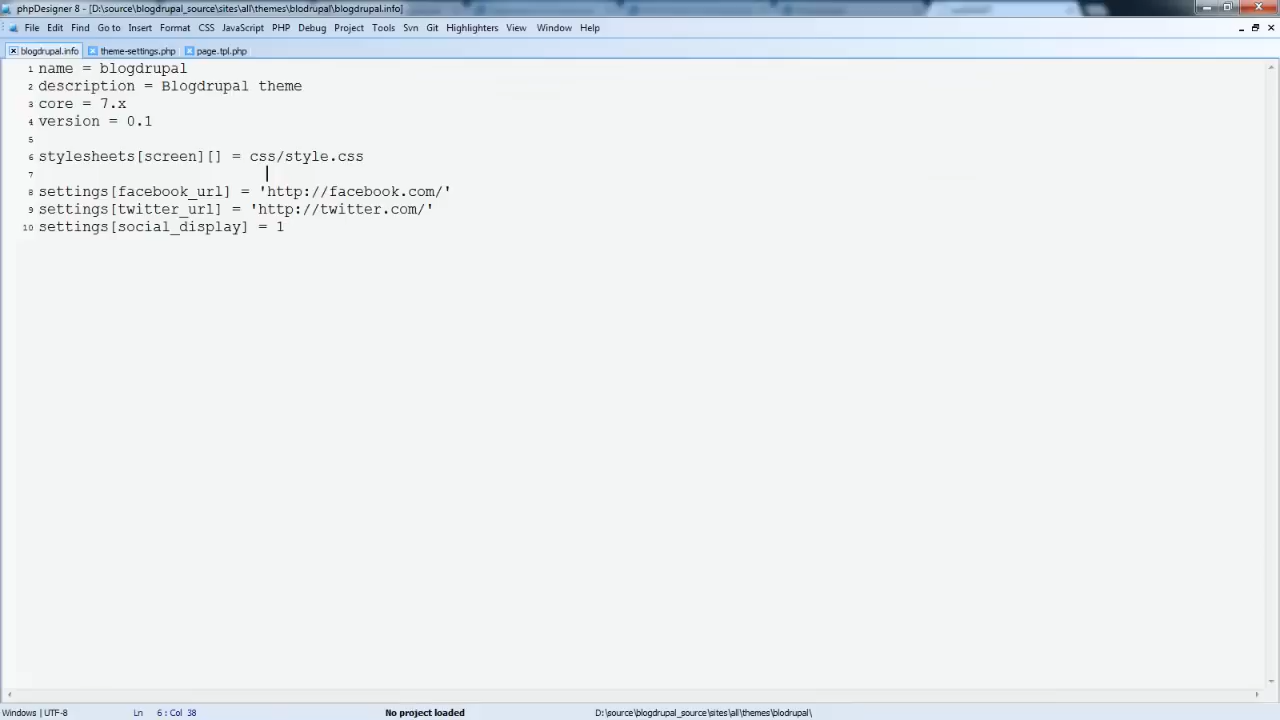 phpDesigner 8 - [D:\source\blogdrupal_source\sites\all\themes\blodrupal\blogdrupal.info]
File Edit Find Go to Insert Format CSS JavaScript PHP Debug Project Tools Svn Git Highlighters View Window Help
blogdrupal.info theme-settings.php page.tpl.php
1 name = blogdrupal
2 description = Blogdrupal theme
3 core = 7.x
4 version = 0.1
5
6 stylesheets[screen][] = css/style.css
7
8 settings[facebook_url] = 'http://facebook.com/'
9 settings[twitter_url] = 'http://twitter.com/'
10 settings[social_display] = 1
Windows | UTF-8 Ln 6 : Col 38 No project loaded D:\source\blogdrupal_source\sites\all\themes\blodrupal\